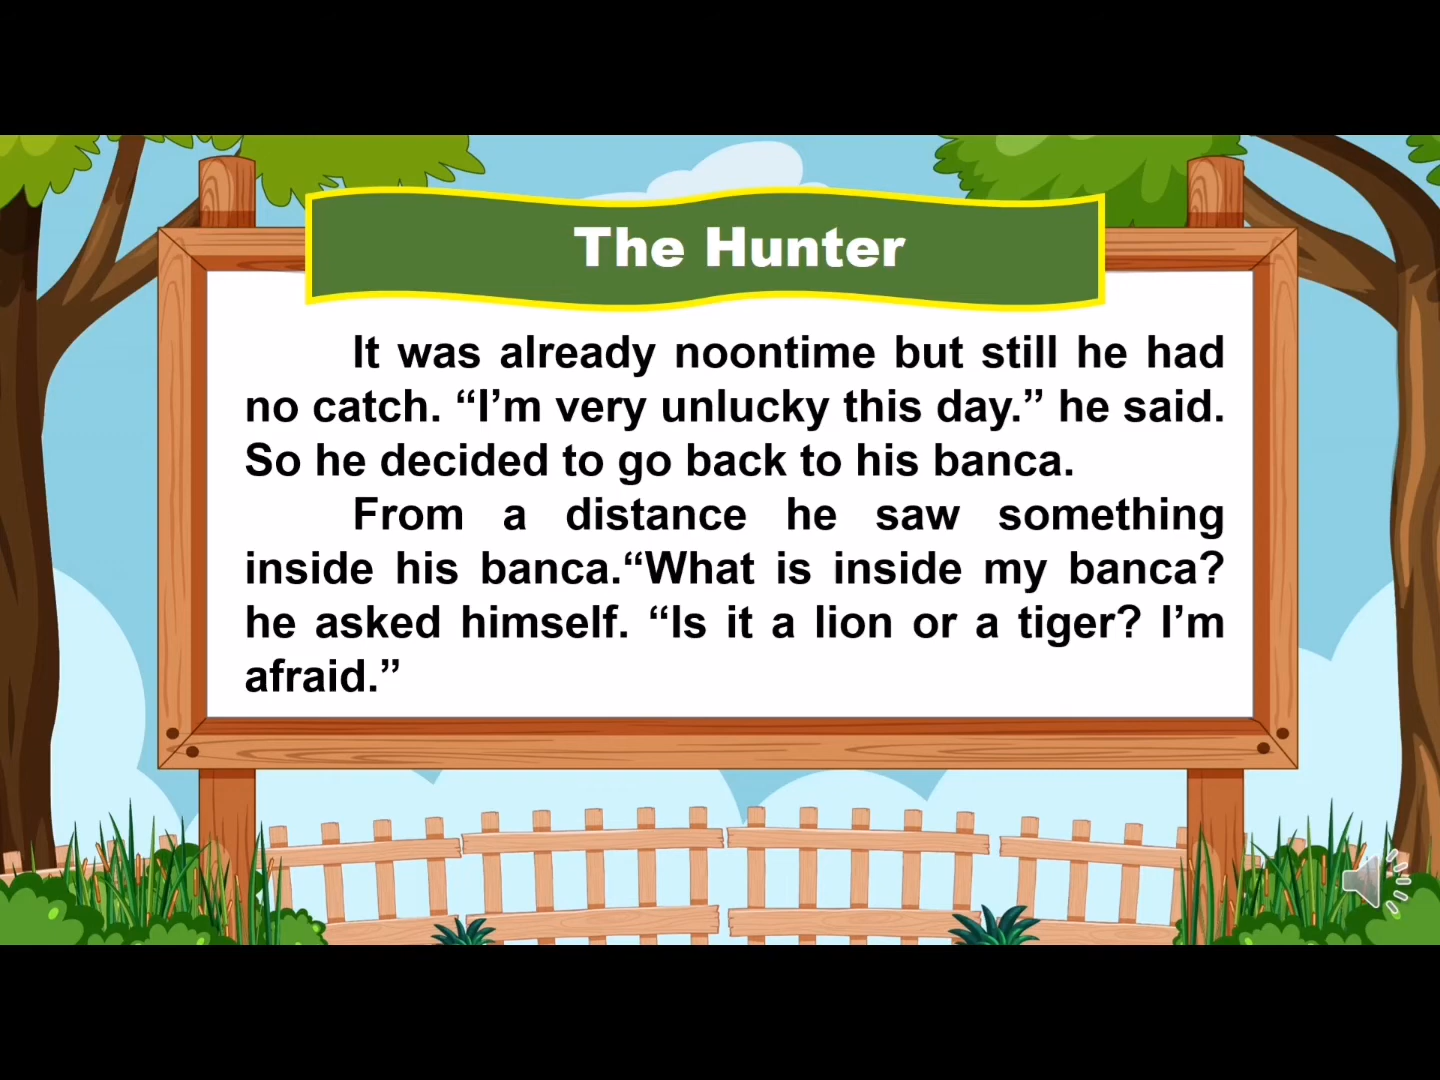 The Hunter
It was already noontime but still he had
no catch. “I’m very unlucky this day.” he said.
So he decided to go back to his banca.
From a distance he saw something
inside his banca.“What is inside my banca?
he asked himself. “Is it a lion or a tiger? I’m
afraid.”